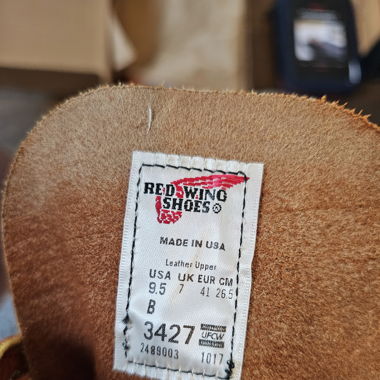 RED WING
SHOES
MADE IN USA
Leather Upper
USA UK EUR CM
9.5 7 41 26.5
B
3427
UFCW
2489003 1017